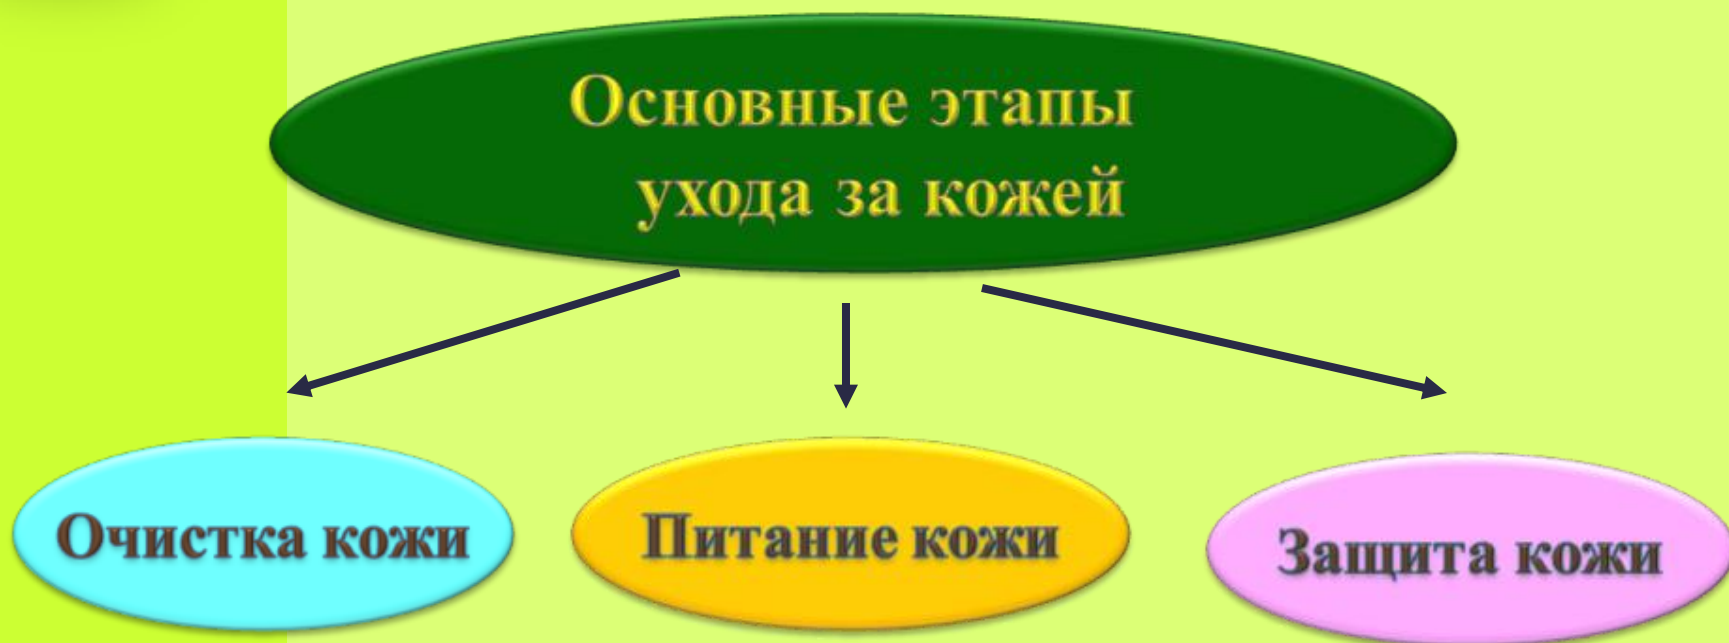 Основные этапы
ухода за кожей
Очистка кожи
Питание кожи
Защита кожи